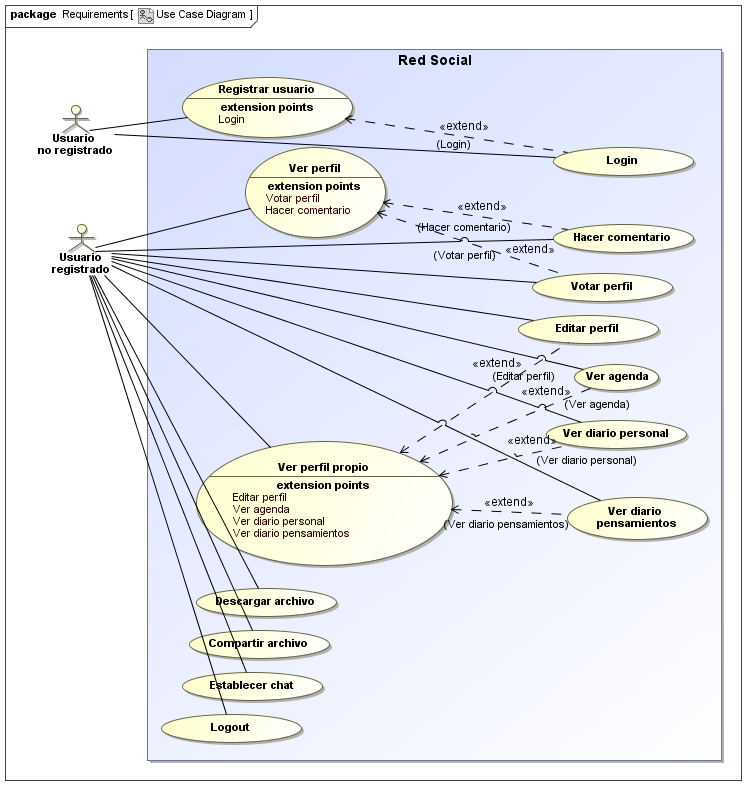 package Requirements [ Use Case Diagram ]
Red Social
Registrar usuario
extension points
Login
«extend»
(Login)
Login
Usuario
no registrado
Ver perfil
extension points
Votar perfil
Hacer comentario
«extend»
(Hacer comentario)
Hacer comentario
«extend»
(Votar perfil)
Votar perfil
Usuario
registrado
Editar perfil
«extend»
(Editar perfil)
Ver agenda
«extend»
(Ver agenda)
Ver diario personal
«extend»
(Ver diario personal)
Ver perfil propio
extension points
Editar perfil
Ver agenda
Ver diario personal
Ver diario pensamientos
«extend»
(Ver diario pensamientos)
Ver diario
pensamientos
Descargar archivo
Compartir archivo
Establecer chat
Logout